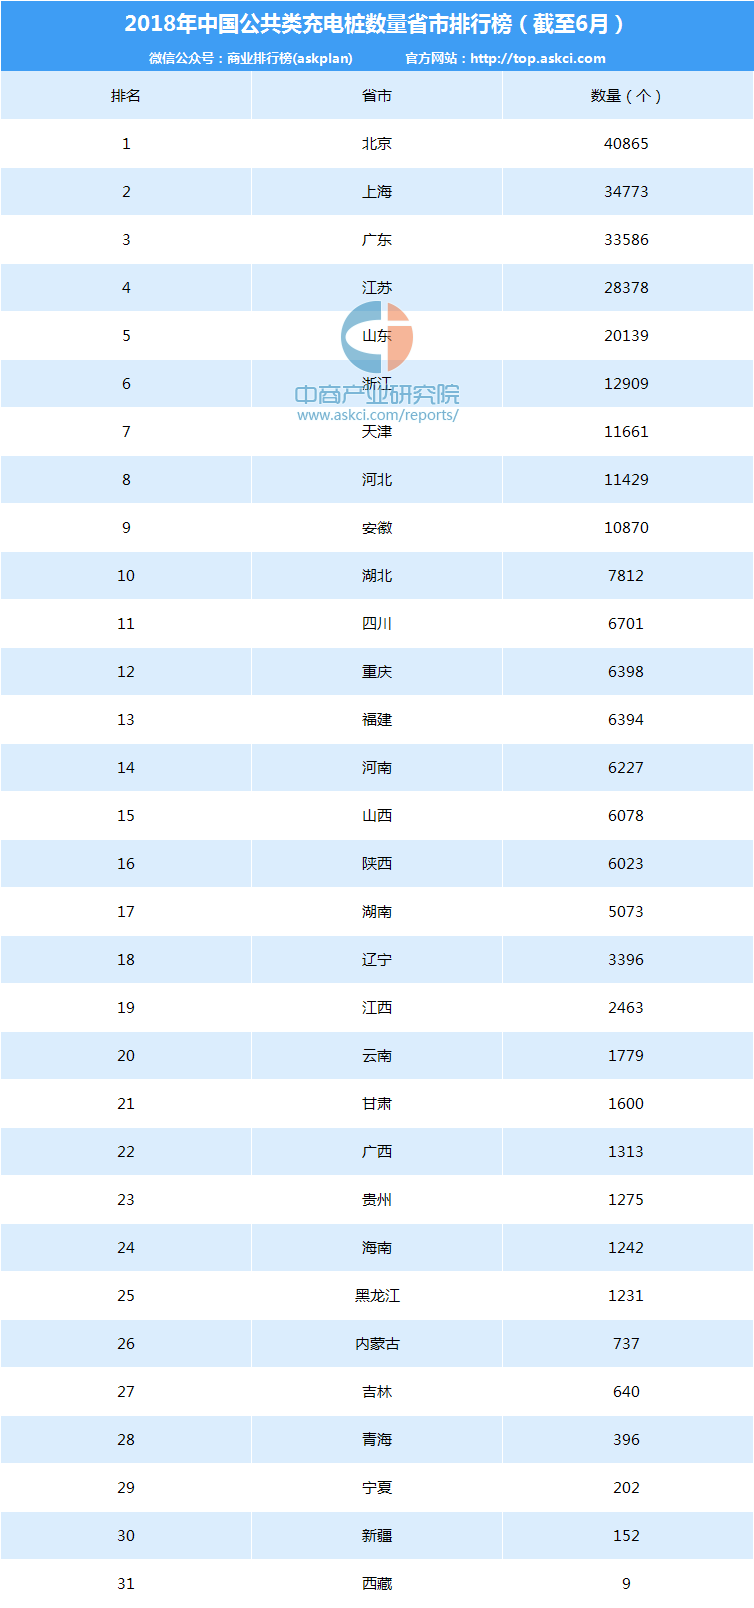 2018年中国公共类充电桩数量省市排行榜（截至6月）
微信公众号：商业排行榜(askplan) 官方网站：http://top.askci.com
排名 省市 数量（个）
1 北京 40865
2 上海 34773
3 广东 33586
4 江苏 28378
5 山东 20139
6 浙江 12909
中商产业研究院
www.askci.com/reports/
7 天津 11661
8 河北 11429
9 安徽 10870
10 湖北 7812
11 四川 6701
12 重庆 6398
13 福建 6394
14 河南 6227
15 山西 6078
16 陕西 6023
17 湖南 5073
18 辽宁 3396
19 江西 2463
20 云南 1779
21 甘肃 1600
22 广西 1313
23 贵州 1275
24 海南 1242
25 黑龙江 1231
26 内蒙古 737
27 吉林 640
28 青海 396
29 宁夏 202
30 新疆 152
31 西藏 9